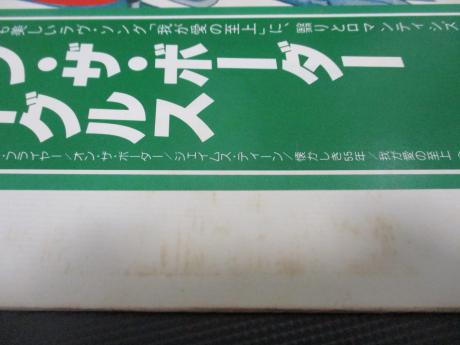 も美しいラヴ・ソング「我が愛の至上」に、翳りとロマンティシズ
ン・ザ・ボーダー
ーグルス
・フライヤー/オン・ザ・ボーダー/ジェイムス・ディーン/懐かしき55年/我が愛の至上